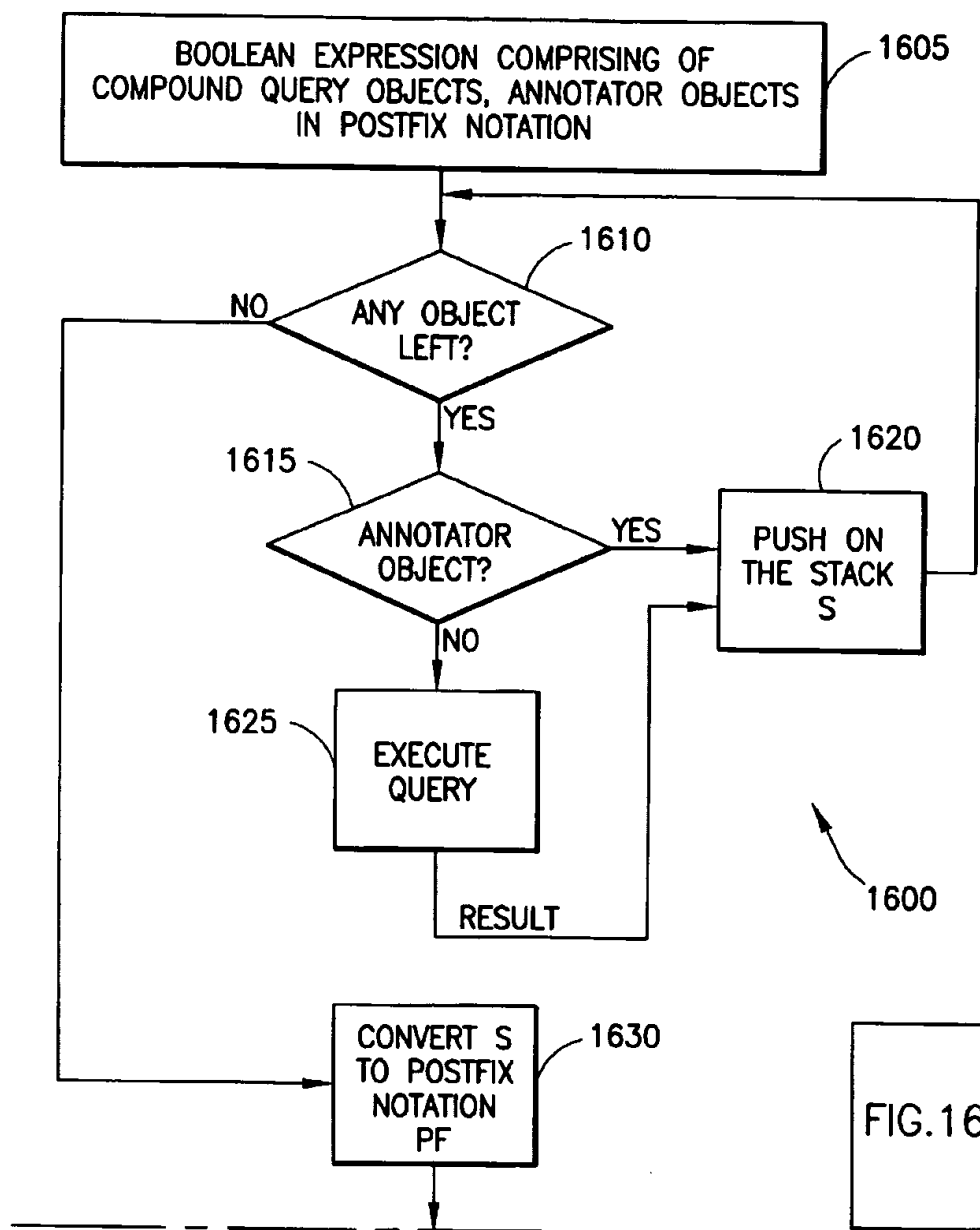 BOOLEAN EXPRESSION COMPRISING OF
COMPOUND QUERY OBJECTS, ANNOTATOR OBJECTS
IN POSTFIX NOTATION
1605
1610
NO
ANY OBJECT
LEFT?
YES
1615
ANNOTATOR
OBJECT?
YES
1620
PUSH ON
THE STACK
S
NO
1625
EXECUTE
QUERY
RESULT
1600
CONVERT S
TO POSTFIX
NOTATION
PF
1630
FIG.16